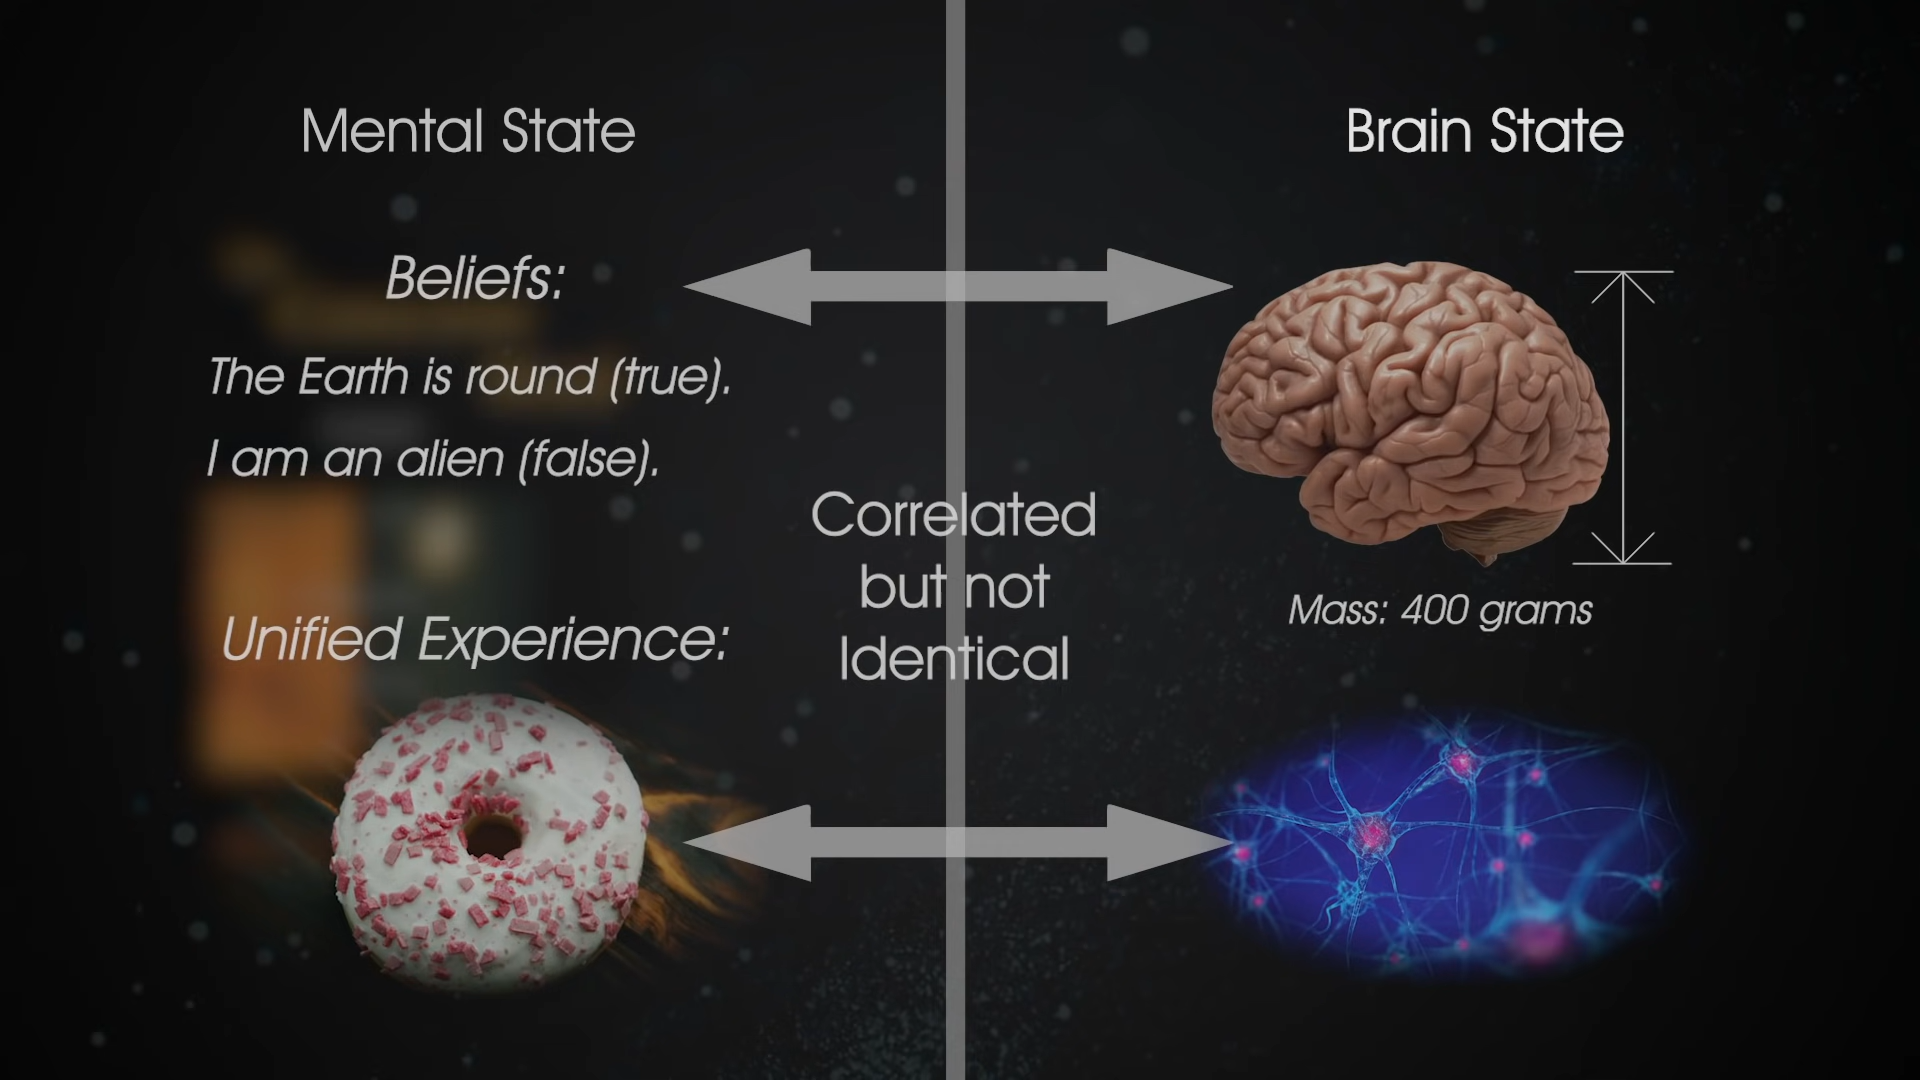 Mental State
Brain State
Beliefs:
The Earth is round (true).
I am an alien (false).
Correlated
but not
Identical
Mass: 400 grams
Unified Experience: